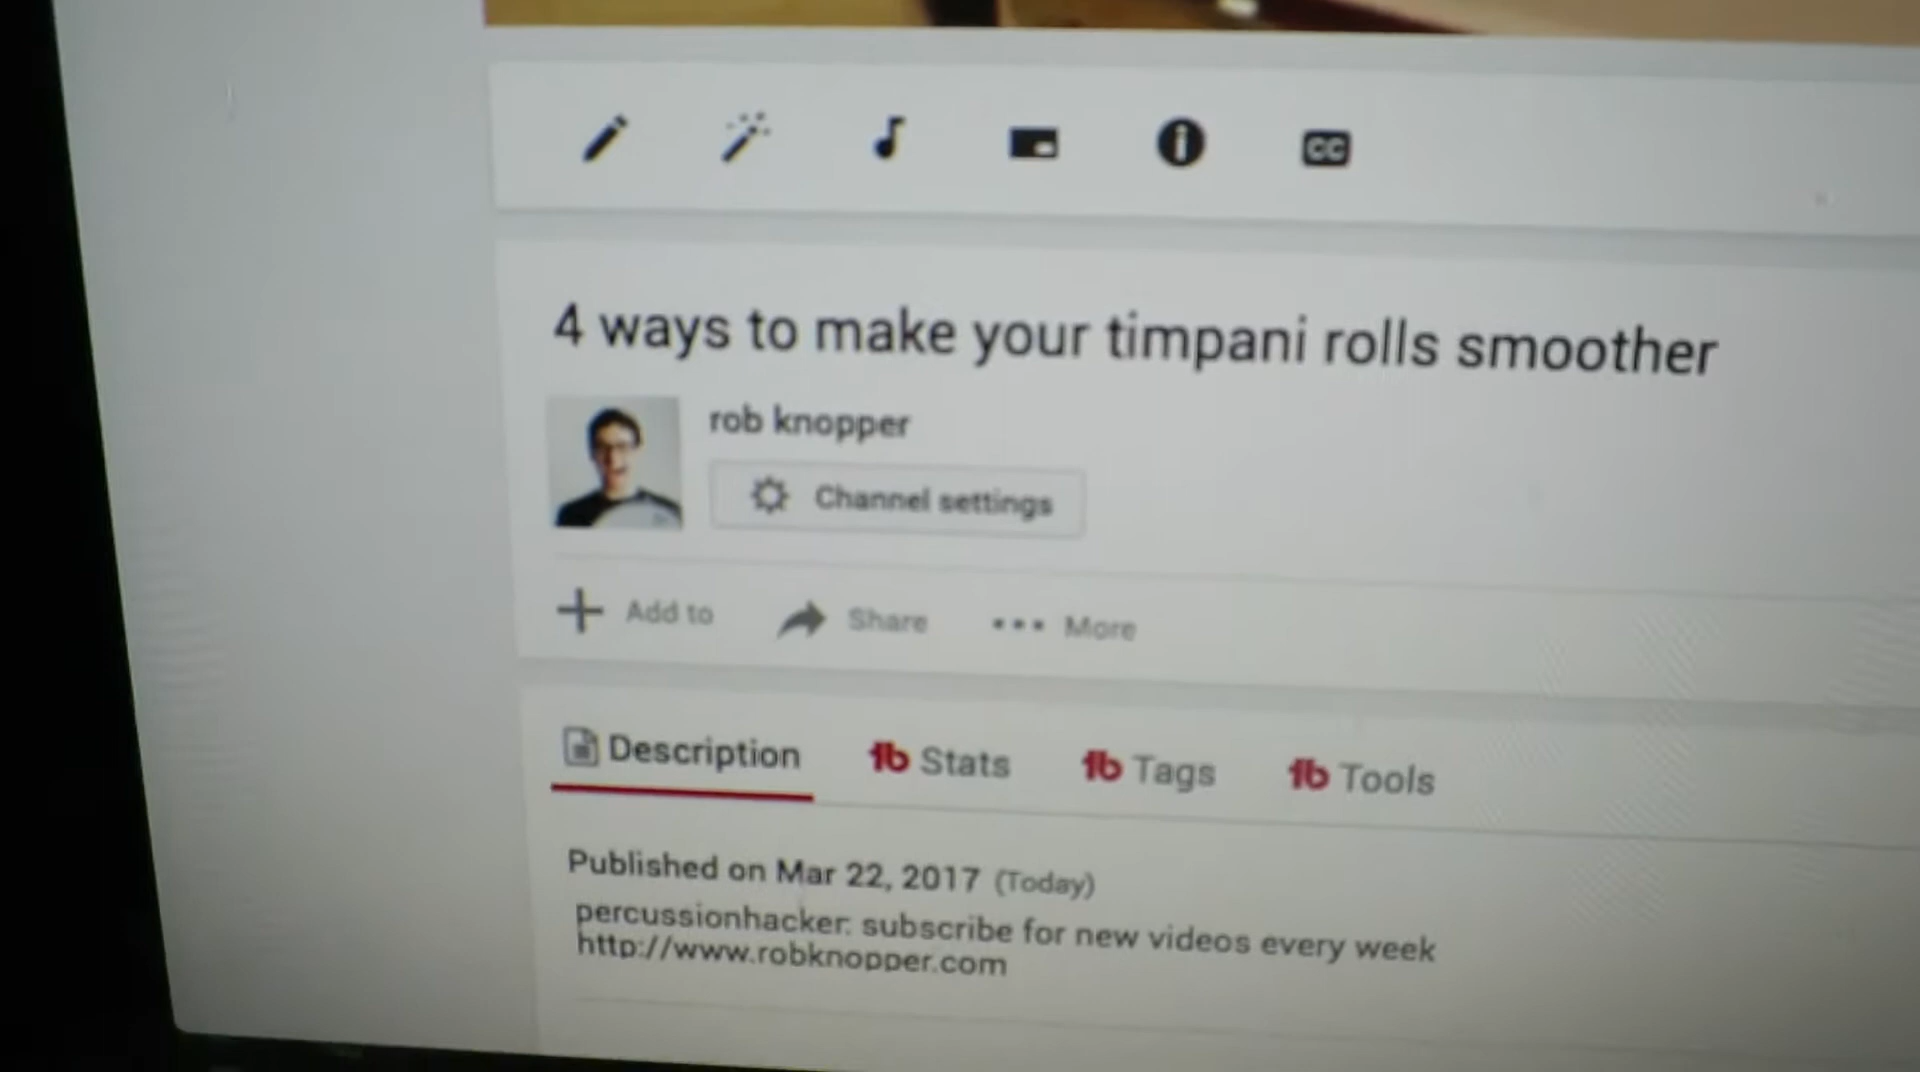 CC
4 ways to make your timpani rolls smoother
rob knopper
Channel settings
Add to
Share
More
Description
Stats
Tags
Tools
Published on Mar 22, 2017 (Today)
percussionhacker: subscribe for new videos every week
http://www.robknopper.com